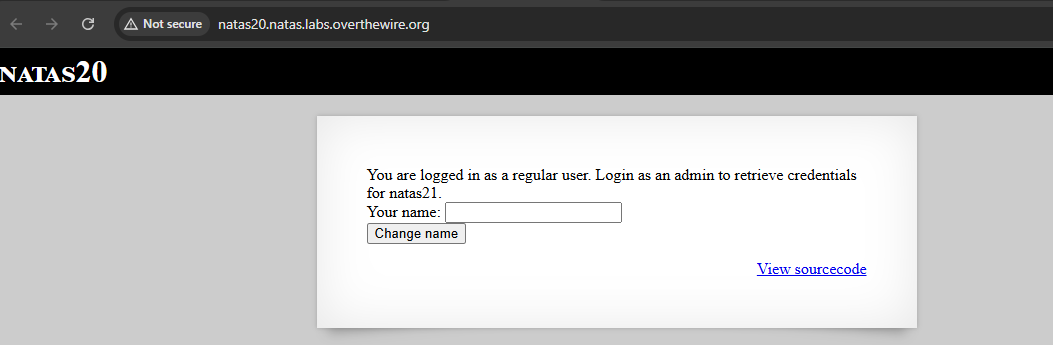 Not secure natas20.natas.labs.overthewire.org
NATAS20
You are logged in as a regular user. Login as an admin to retrieve credentials
for natas21.
Your name:
Change name
View sourcecode